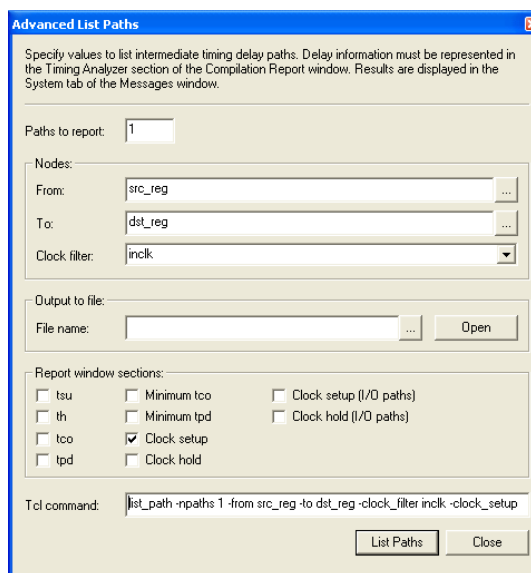 Advanced List Paths
Specify values to list intermediate timing delay paths. Delay information must be represented in
the Timing Analyzer section of the Compilation Report window. Results are displayed in the
System tab of the Messages window.
Paths to report: 1
Nodes:
From: src_reg ...
To: dst_reg ...
Clock filter: inclk
Output to file:
File name: ... Open
Report window sections:
tsu Minimum tco Clock setup (I/O paths)
th Minimum tpd Clock hold (I/O paths)
tco Clock setup
tpd Clock hold
Tcl command: list_path -npaths 1 -from src_reg -to dst_reg -clock_filter inclk -clock_setup
List Paths Close